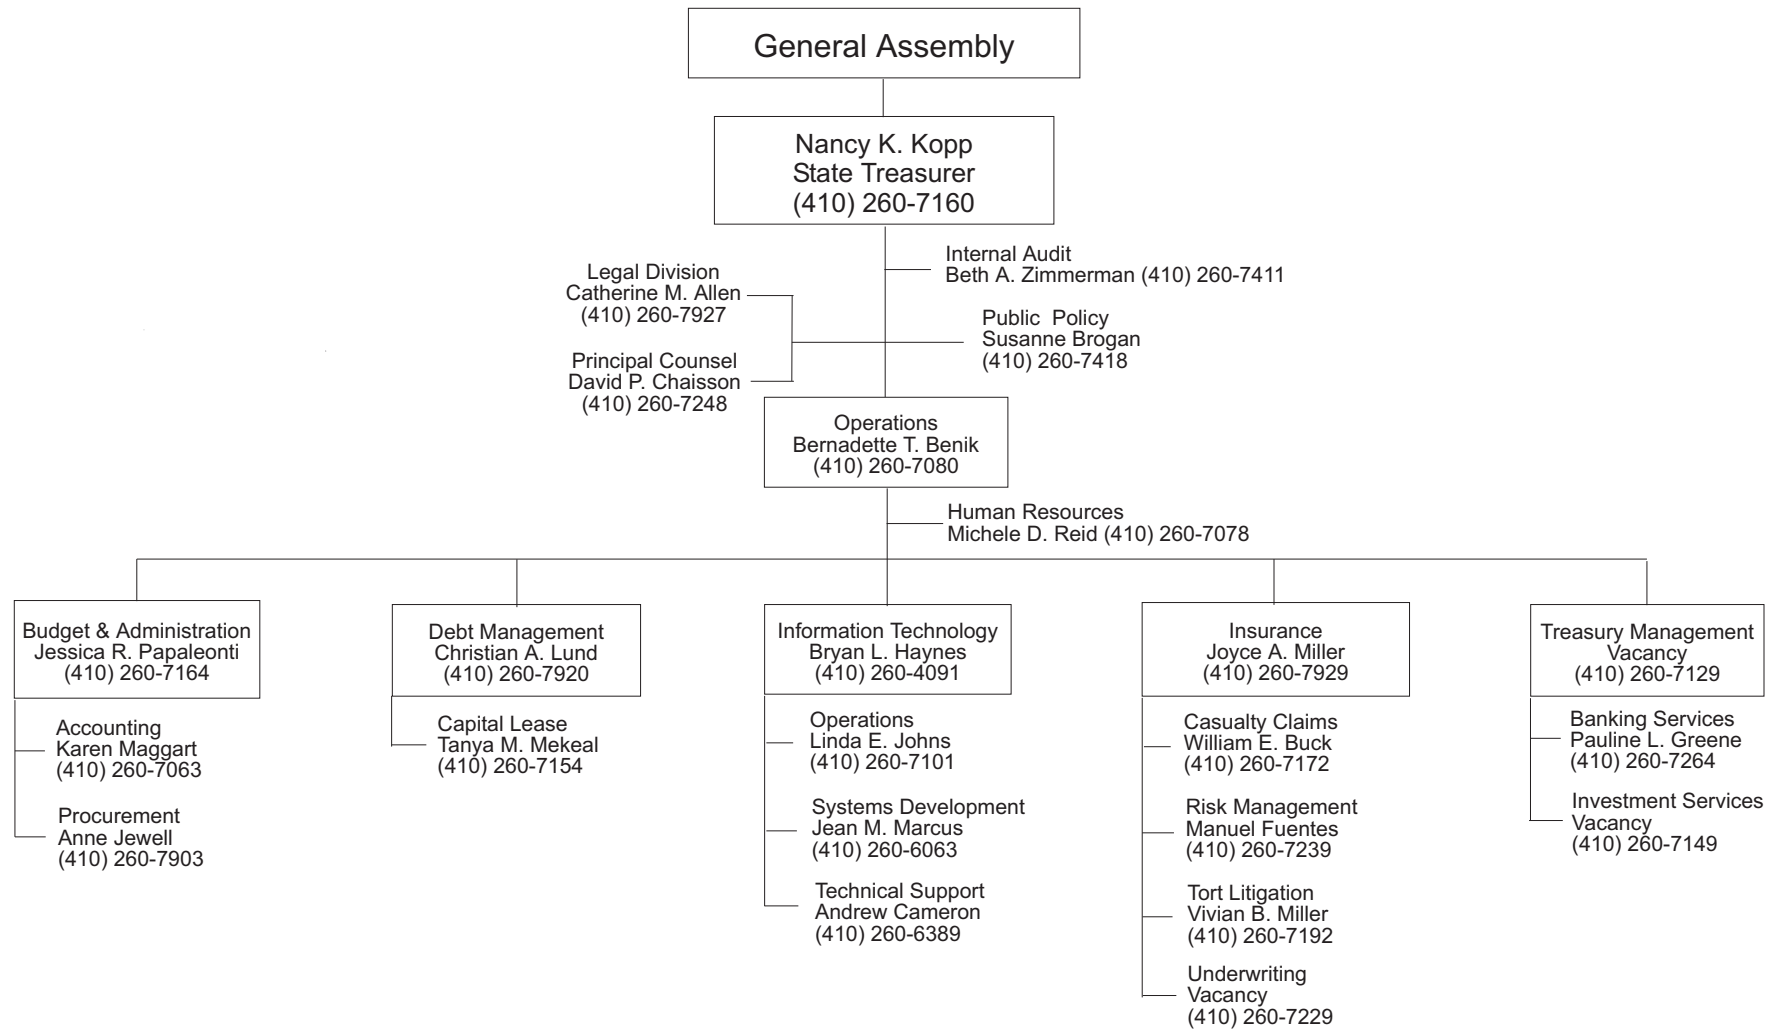 General Assembly
Nancy K. Kopp
State Treasurer
(410) 260-7160
Internal Audit
Beth A. Zimmerman (410) 260-7411
Legal Division
Catherine M. Allen
(410) 260-7927
Public Policy
Susanne Brogan
(410) 260-7418
Principal Counsel
David P. Chaisson
(410) 260-7248
Operations
Bernadette T. Benik
(410) 260-7080
Human Resources
Michele D. Reid (410) 260-7078
Budget & Administration
Jessica R. Papaleonti
(410) 260-7164
Accounting
Karen Maggart
(410) 260-7063
Procurement
Anne Jewell
(410) 260-7903
Debt Management
Christian A. Lund
(410) 260-7920
Capital Lease
Tanya M. Mekeal
(410) 260-7154
Information Technology
Bryan L. Haynes
(410) 260-4091
Operations
Linda E. Johns
(410) 260-7101
Systems Development
Jean M. Marcus
(410) 260-6063
Technical Support
Andrew Cameron
(410) 260-6389
Insurance
Joyce A. Miller
(410) 260-7929
Casualty Claims
William E. Buck
(410) 260-7172
Risk Management
Manuel Fuentes
(410) 260-7239
Tort Litigation
Vivian B. Miller
(410) 260-7192
Underwriting
Vacancy
(410) 260-7229
Treasury Management
Vacancy
(410) 260-7129
Banking Services
Pauline L. Greene
(410) 260-7264
Investment Services
Vacancy
(410) 260-7149